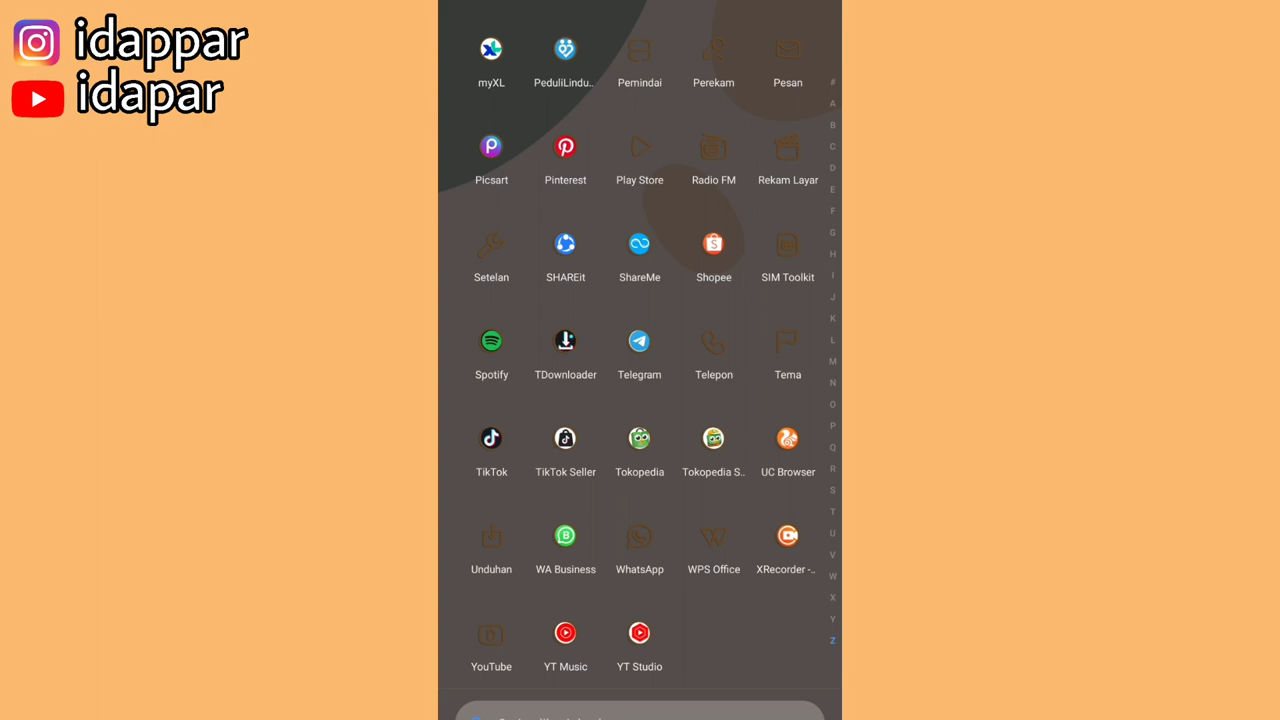 idappar
idapar
myXL PeduliLindu.. Pemindai Perekam Pesan
Picsart Pinterest Play Store Radio FM Rekam Layar
Setelan SHAREit ShareMe Shopee SIM Toolkit
Spotify TDownloader Telegram Telepon Tema
TikTok TikTok Seller Tokopedia Tokopedia S.. UC Browser
Unduhan WA Business WhatsApp WPS Office XRecorder -..
YouTube YT Music YT Studio
#
A
B
C
D
E
F
G
H
I
J
K
L
M
N
O
P
Q
R
S
T
U
V
W
X
Y
Z